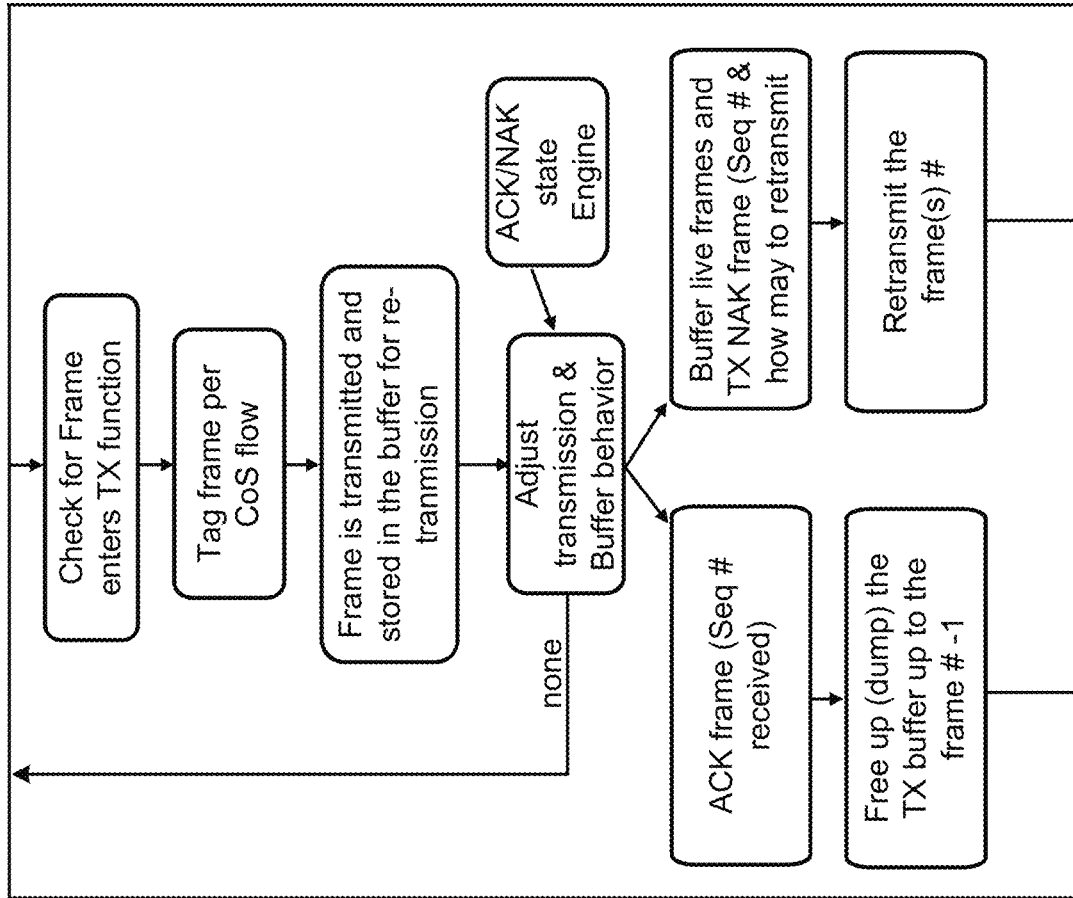 Check for Frame
enters TX function
Tag frame per
CoS flow
Frame is transmitted and
stored in the buffer for re-
tranmission
ACK/NAK
state
Engine
Adjust
transmission &
Buffer behavior
none
ACK frame (Seq #
received)
Buffer live frames and
TX NAK frame (Seq # &
how may to retransmit
Free up (dump) the
TX buffer up to the
frame # -1
Retransmit the
frame(s) #